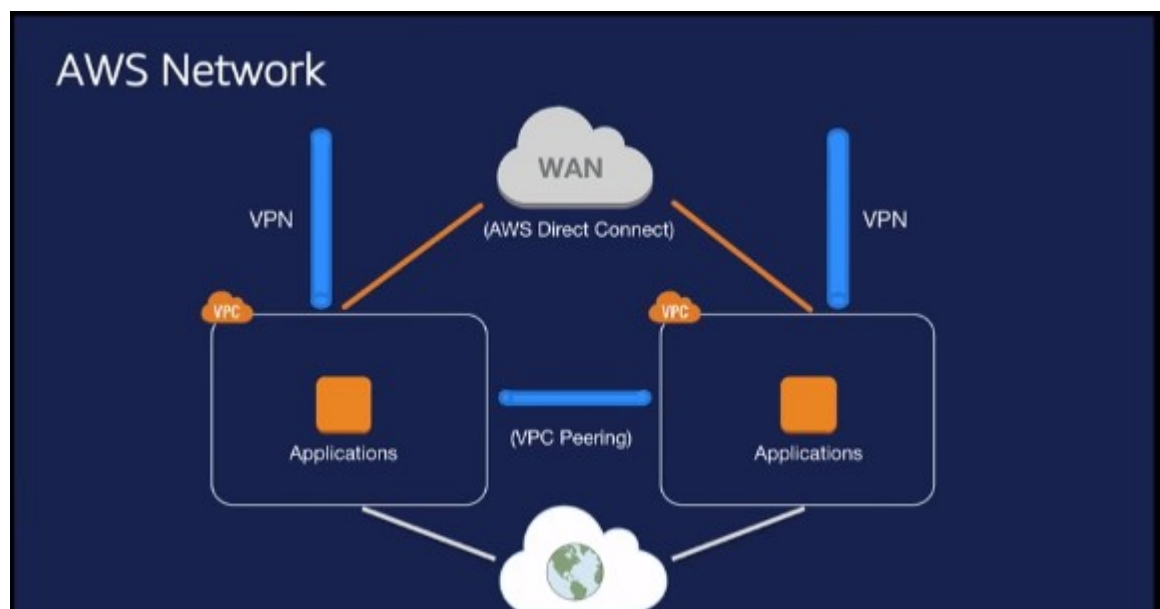 AWS Network
WAN
VPN
(AWS Direct Connect)
VPN
VPC
VPC
(VPC Peering)
Applications
Applications